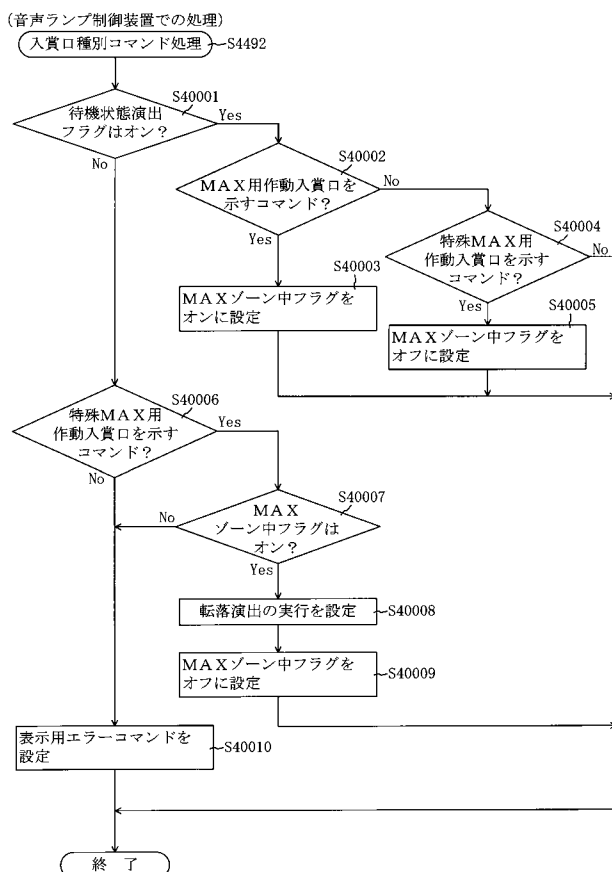 (音声ランプ制御装置での処理)
入賞口種別コマンド処理
S4492
S40001
待機状態演出
フラグはオン?
Yes
No
S40002
MAX用作動入賞口を
示すコマンド?
No
Yes
S40004
特殊MAX用
作動入賞口を示す
コマンド?
No
Yes
S40003
MAXゾーン中フラグを
オンに設定
S40005
MAXゾーン中フラグを
オフに設定
S40006
特殊MAX用
作動入賞口を示す
コマンド?
Yes
No
S40007
MAX
ゾーン中フラグは
オン?
No
Yes
転落演出の実行を設定
S40008
MAXゾーン中フラグを
オフに設定
S40009
表示用エラーコマンドを
設定
S40010
終 了